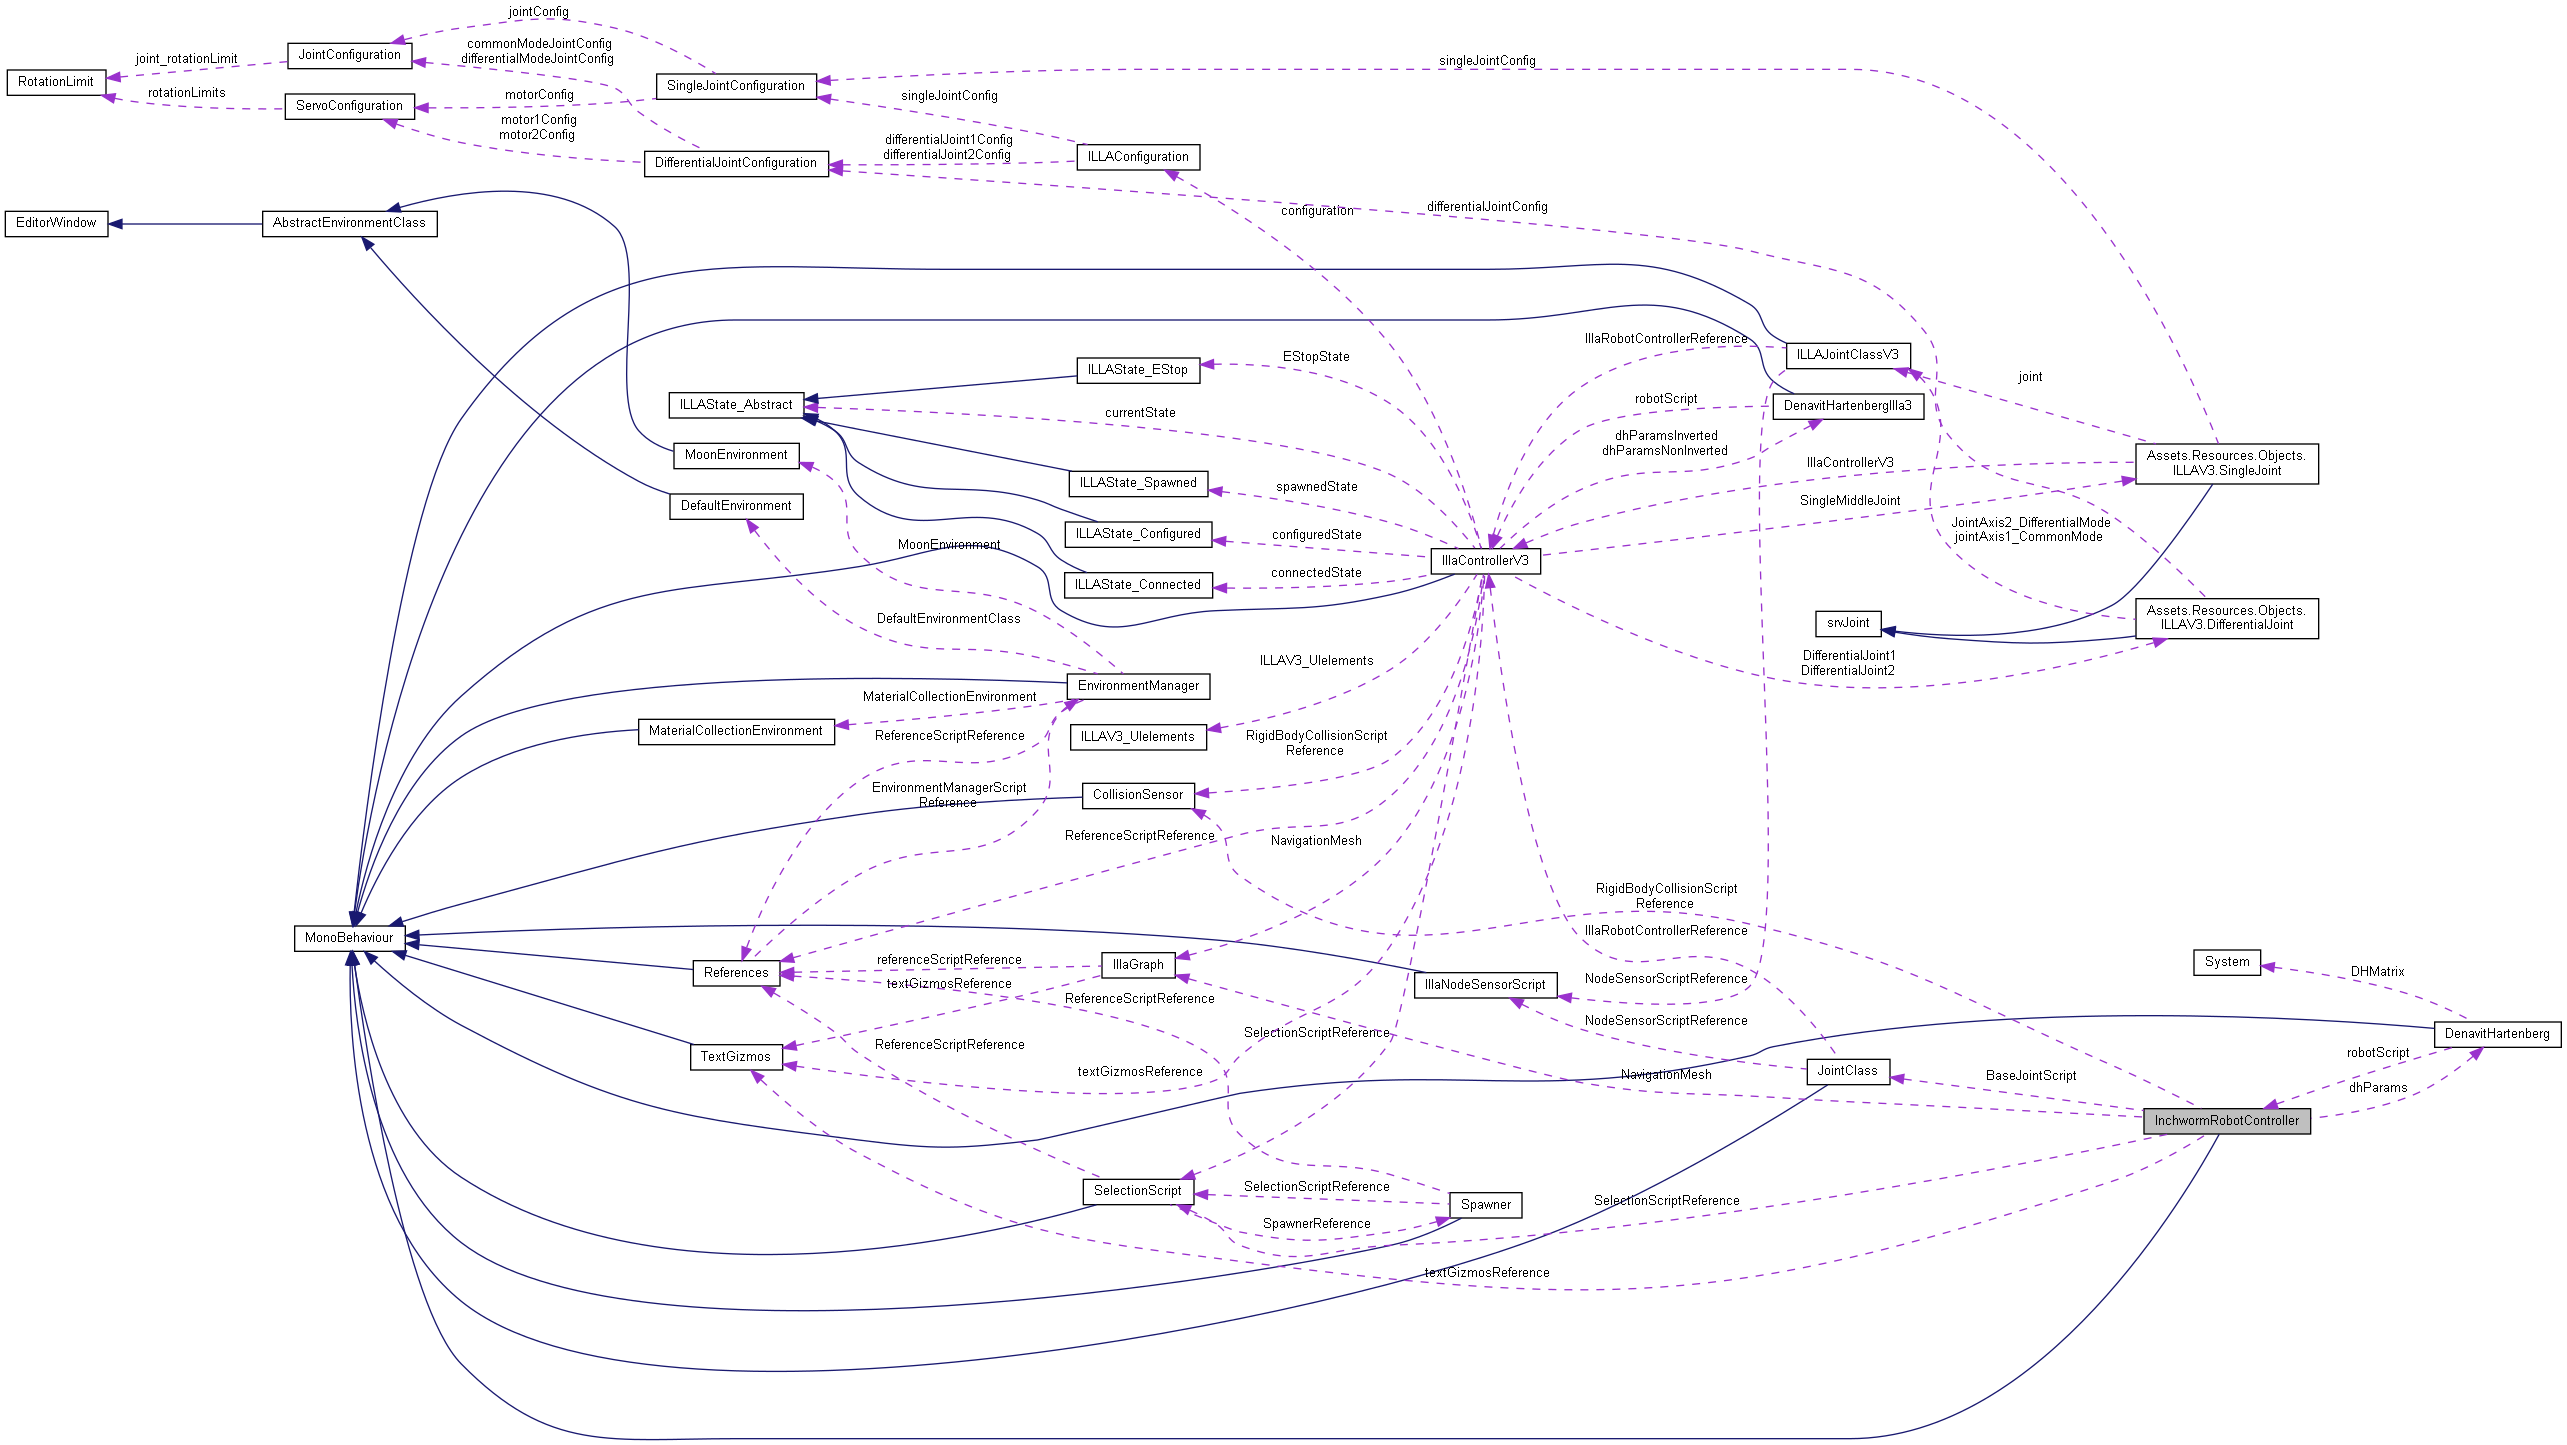 jointConfig
JointConfiguration
joint_rotationLimit
commonModeJointConfig
differentialModeJointConfig
singleJointConfig
RotationLimit
SingleJointConfiguration
rotationLimits
ServoConfiguration
motorConfig
singleJointConfig
motor1Config
motor2Config
differentialJoint1Config
differentialJoint2Config
DifferentialJointConfiguration
ILLAConfiguration
configuration
differentialJointConfig
EditorWindow
AbstractEnvironmentClass
IllaRobotControllerReference
ILLAJointClassV3
EStopState
ILLAState_EStop
joint
ILLAState_Abstract
currentState
robotScript
DenavitHartenbergIlla3
dhParamsInverted
dhParamsNonInverted
MoonEnvironment
IllaControllerV3
Assets.Resources.Objects.
ILLAV3.SingleJoint
ILLAState_Spawned
spawnedState
SingleMiddleJoint
DefaultEnvironment
JointAxis2_DifferentialMode
jointAxis1_CommonMode
ILLAState_Configured
configuredState
MoonEnvironment
IllaControllerV3
ILLAState_Connected
connectedState
DefaultEnvironmentClass
srvJoint
Assets.Resources.Objects.
ILLAV3.DifferentialJoint
ILLAV3_UIelements
DifferentialJoint1
DifferentialJoint2
EnvironmentManager
MaterialCollectionEnvironment
MaterialCollectionEnvironment
ReferenceScriptReference
ILLAV3_UIelements
RigidBodyCollisionScript
Reference
EnvironmentManagerScript
Reference
CollisionSensor
ReferenceScriptReference
NavigationMesh
RigidBodyCollisionScript
Reference
MonoBehaviour
IllaRobotControllerReference
References
referenceScriptReference
IllaGraph
System
DHMatrix
textGizmosReference
ReferenceScriptReference
IllaNodeSensorScript
NodeSensorScriptReference
NodeSensorScriptReference
SelectionScriptReference
DenavitHartenberg
ReferenceScriptReference
TextGizmos
robotScript
textGizmosReference
NavigationMesh
JointClass
BaseJointScript
dhParams
InchwormRobotController
SelectionScript
SelectionScriptReference
Spawner
SelectionScriptReference
SpawnerReference
textGizmosReference